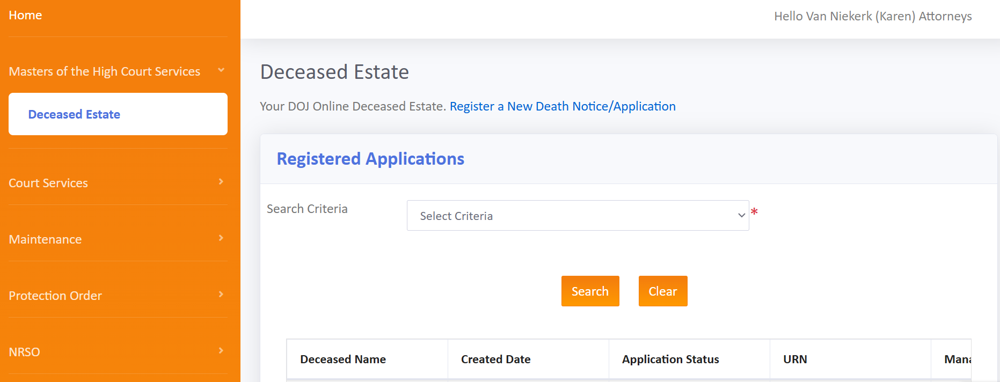 Home
Hello Van Niekerk (Karen) Attorneys
Masters of the High Court Services
Deceased Estate
Court Services
Maintenance
Protection Order
NRSO
Deceased Estate
Your DOJ Online Deceased Estate. Register a New Death Notice/Application
Registered Applications
Search Criteria
Select Criteria
*
Search
Clear
Deceased Name
Created Date
Application Status
URN
Mana